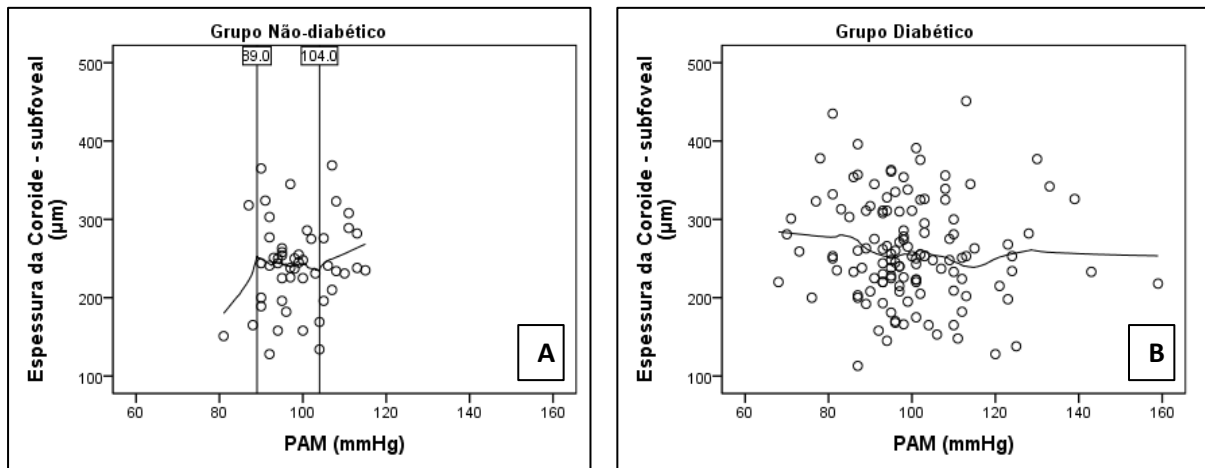 Grupo Não-diabético
89.0
104.0
500
400
300
200
100
Espessura da Coroide - subfoveal
(µm)
60
80
100
120
140
160
PAM (mmHg)
A
Grupo Diabético
500
400
300
200
100
Espessura da Coroide - subfoveal
(µm)
60
80
100
120
140
160
PAM (mmHg)
B